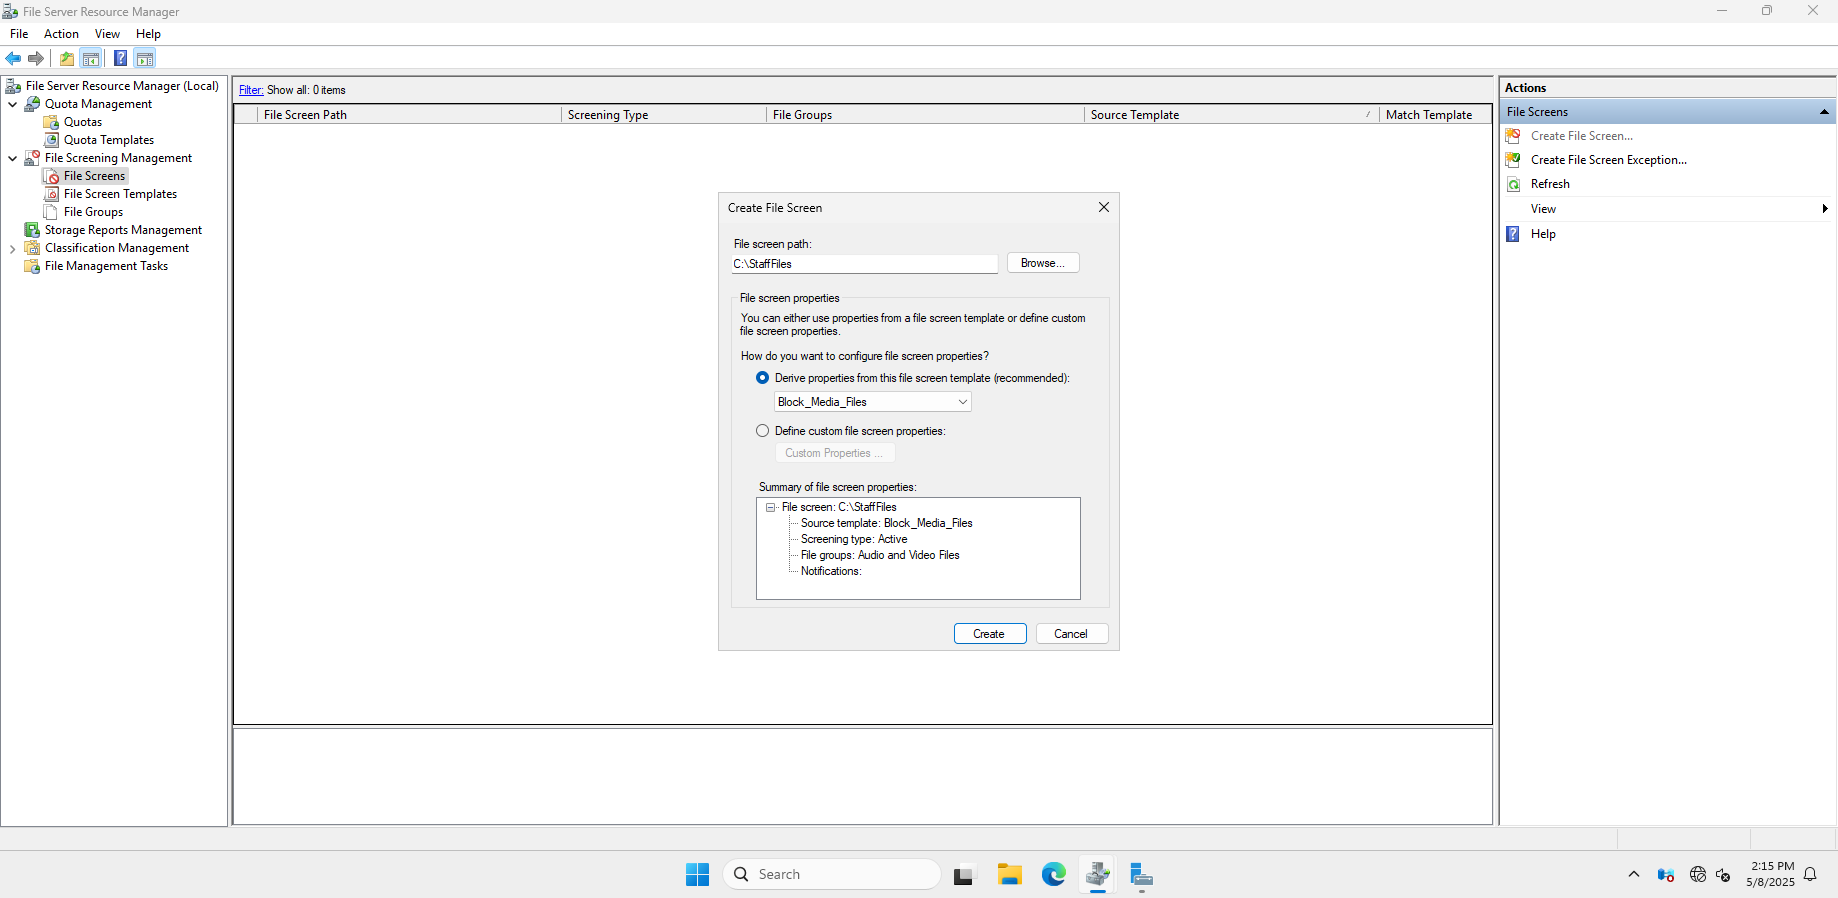 File Server Resource Manager
File Action View Help
File Server Resource Manager (Local)
Quota Management
Quotas
Quota Templates
File Screening Management
File Screens
File Screen Templates
File Groups
Storage Reports Management
Classification Management
File Management Tasks
Filter: Show all: 0 items
File Screen Path Screening Type File Groups Source Template Match Template
Create File Screen
File screen path:
C:\StaffFiles Browse...
File screen properties
You can either use properties from a file screen template or define custom
file screen properties.
How do you want to configure file screen properties?
Derive properties from this file screen template (recommended):
Block_Media_Files
Define custom file screen properties:
Custom Properties ...
Summary of file screen properties:
File screen: C:\StaffFiles
Source template: Block_Media_Files
Screening type: Active
File groups: Audio and Video Files
Notifications:
Create Cancel
Actions
File Screens
Create File Screen...
Create File Screen Exception...
Refresh
View
Help
Search
2:15 PM
5/8/2025